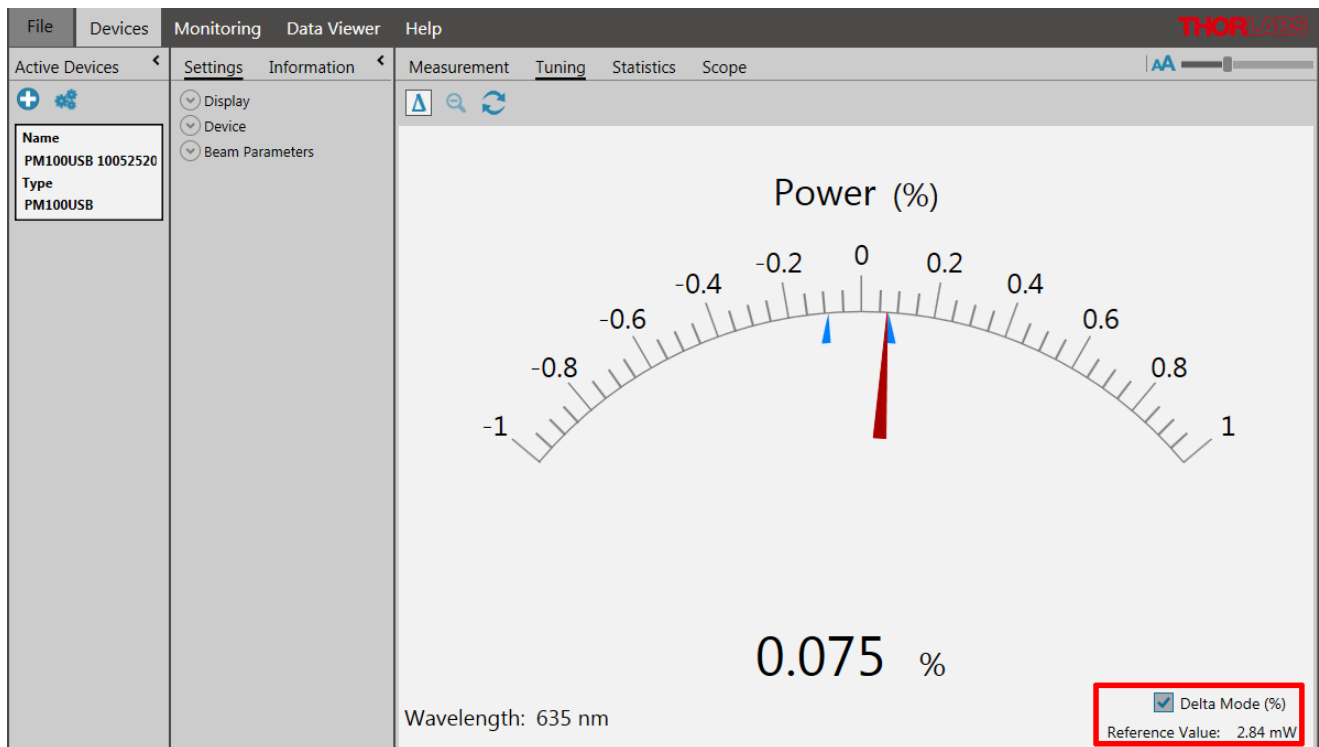 File Devices Monitoring Data Viewer Help THORLABS
Active Devices Settings Information Measurement Tuning Statistics Scope AA
Display
Device
Beam Parameters
Δ
Name
PM100USB 10052520
Type
PM100USB
Power (%)
-1 -0.8 -0.6 -0.4 -0.2 0 0.2 0.4 0.6 0.8 1
0.075 %
Delta Mode (%)
Wavelength: 635 nm
Reference Value: 2.84 mW